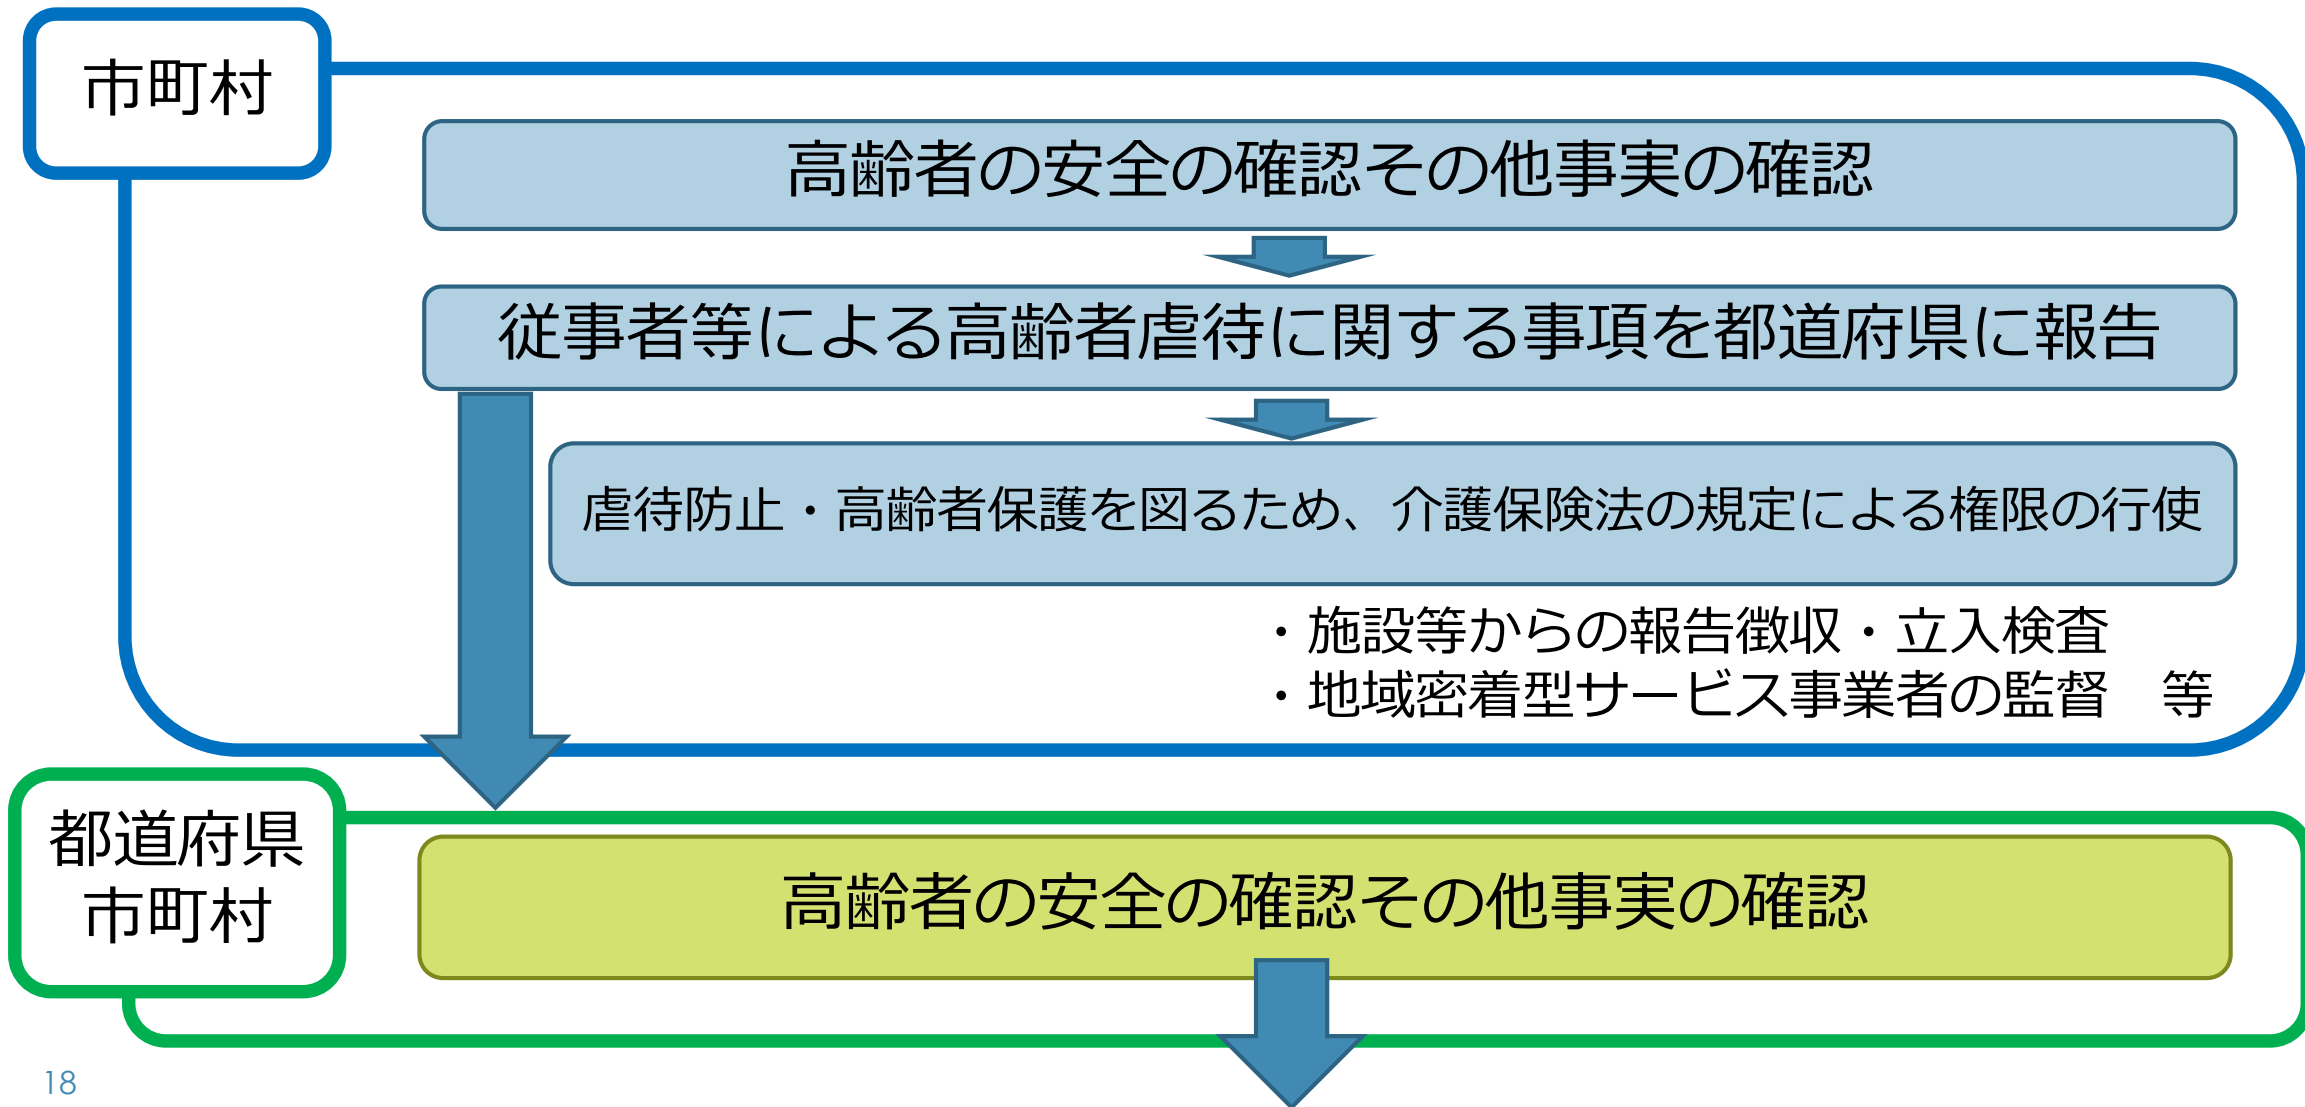 市町村
高齢者の安全の確認その他事実の確認
従事者等による高齢者虐待に関する事項を都道府県に報告
虐待防止・高齢者保護を図るため、介護保険法の規定による権限の行使
・施設等からの報告徴収・立入検査
・地域密着型サービス事業者の監督　等
都道府県
市町村
高齢者の安全の確認その他事実の確認
18